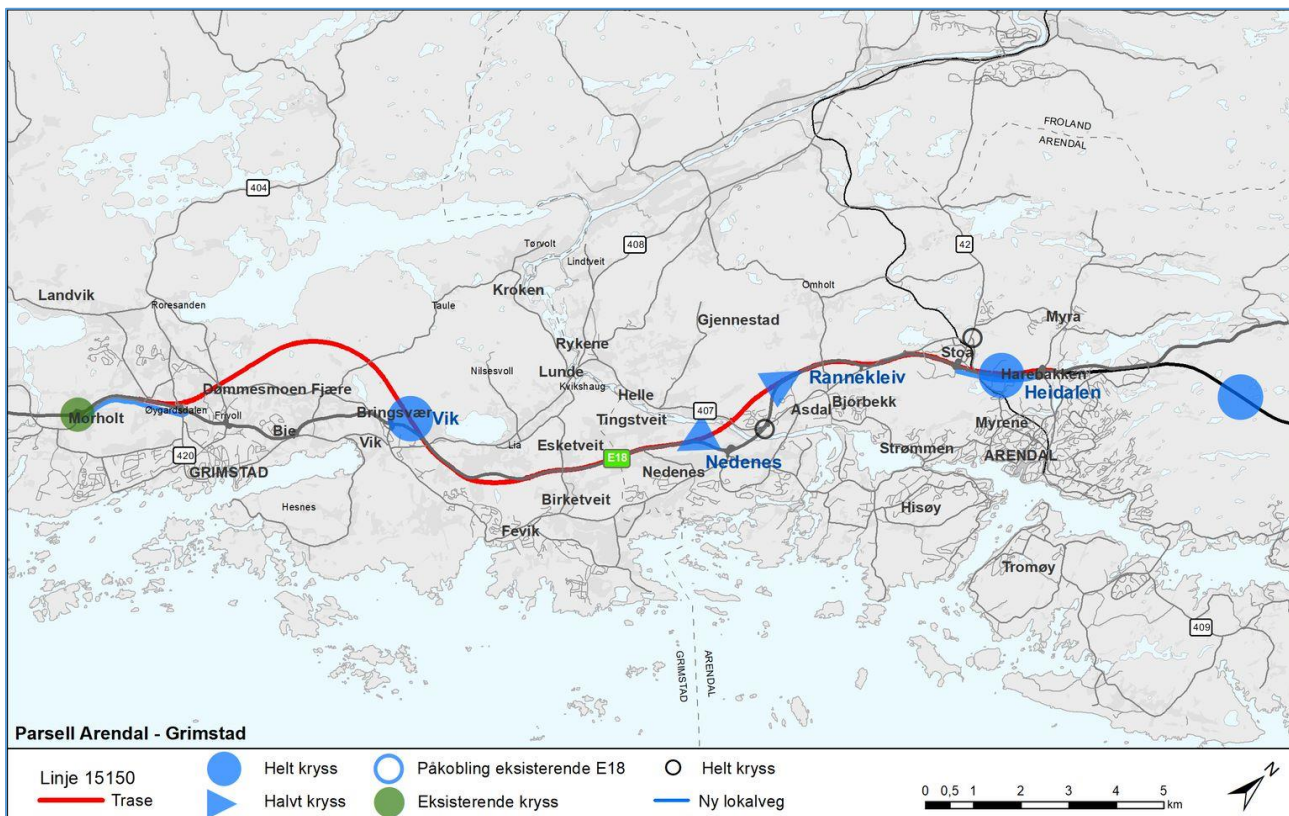 FROLAND
ARENDAL
404
408
42
Tørvolt
Lindtveit
Kroken
Omholt
Landvik
Roresanden
Taule
Gjennestad
Myra
Rykene
Stoa
Nilsesvoll
Lunde
Kvikshaug
Rannekleiv
Harebakken
Dømmesmoen Fjære
Helle
Heidalen
Øygardsdalen
Morholt
Frivoll
Bringsvær
Vik
Tingstveit
407
Asdal
Bjorbekk
Myrene
Bie
Vik
Lia
Esketveit
Strømmen
ARENDAL
420
E18
Nedenes
GRIMSTAD
Nedenes
Birketveit
Hesnes
Hisøy
Fevik
Tromøy
409
GRIMSTAD
ARENDAL
Parsell Arendal - Grimstad
Linje 15150
Trase
Helt kryss
Halvt kryss
Påkobling eksisterende E18
Eksisterende kryss
Helt kryss
Ny lokalveg
0 0,5 1 2 3 4 5
km
N